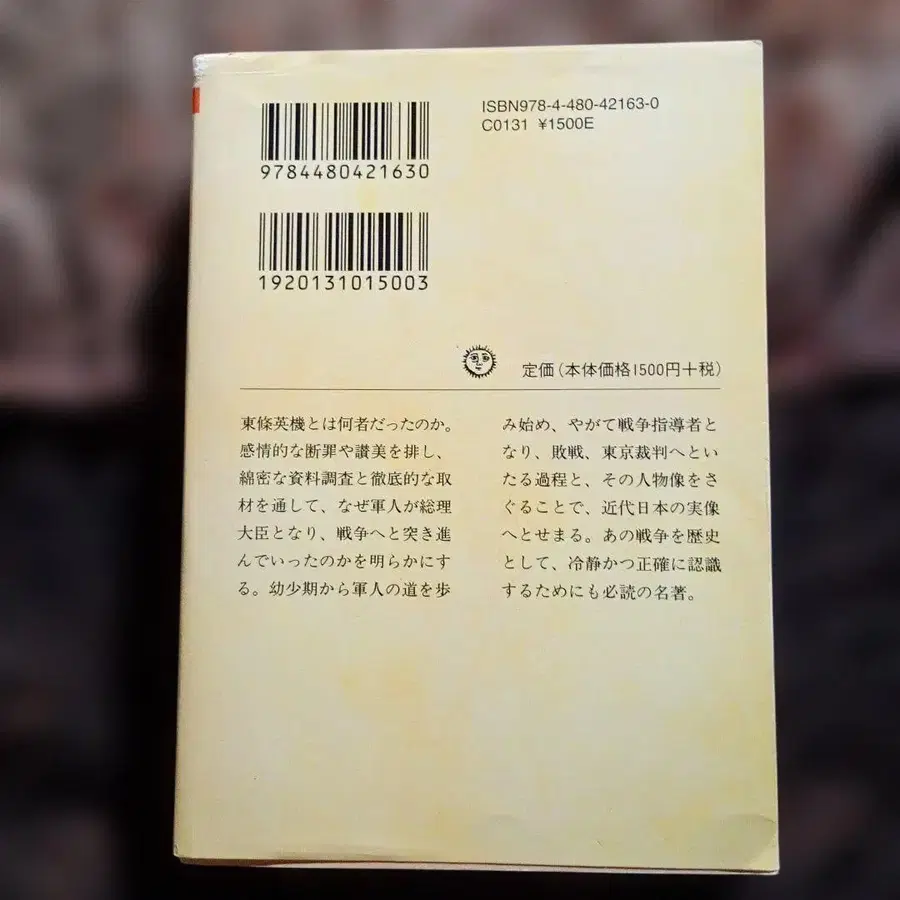 ISBN978-4-480-42163-0
C0131 ¥1500E
9784480421630
1920131015003
定価(本体価格1500円+税)
東條英機とは何者だったのか。
感情的な断罪や讃美を排し、
綿密な資料調査と徹底的な取
材を通して、なぜ軍人が総理
大臣となり、戦争へと突き進
んでいったのかを明らかにす
る。幼少期から軍人の道を歩
み始め、やがて戦争指導者と
なり、敗戦、東京裁判へとい
たる過程と、その人物像をさ
ぐることで、近代日本の実像
へとせまる。あの戦争を歴史
として、冷静かつ正確に認識
するためにも必読の名著。